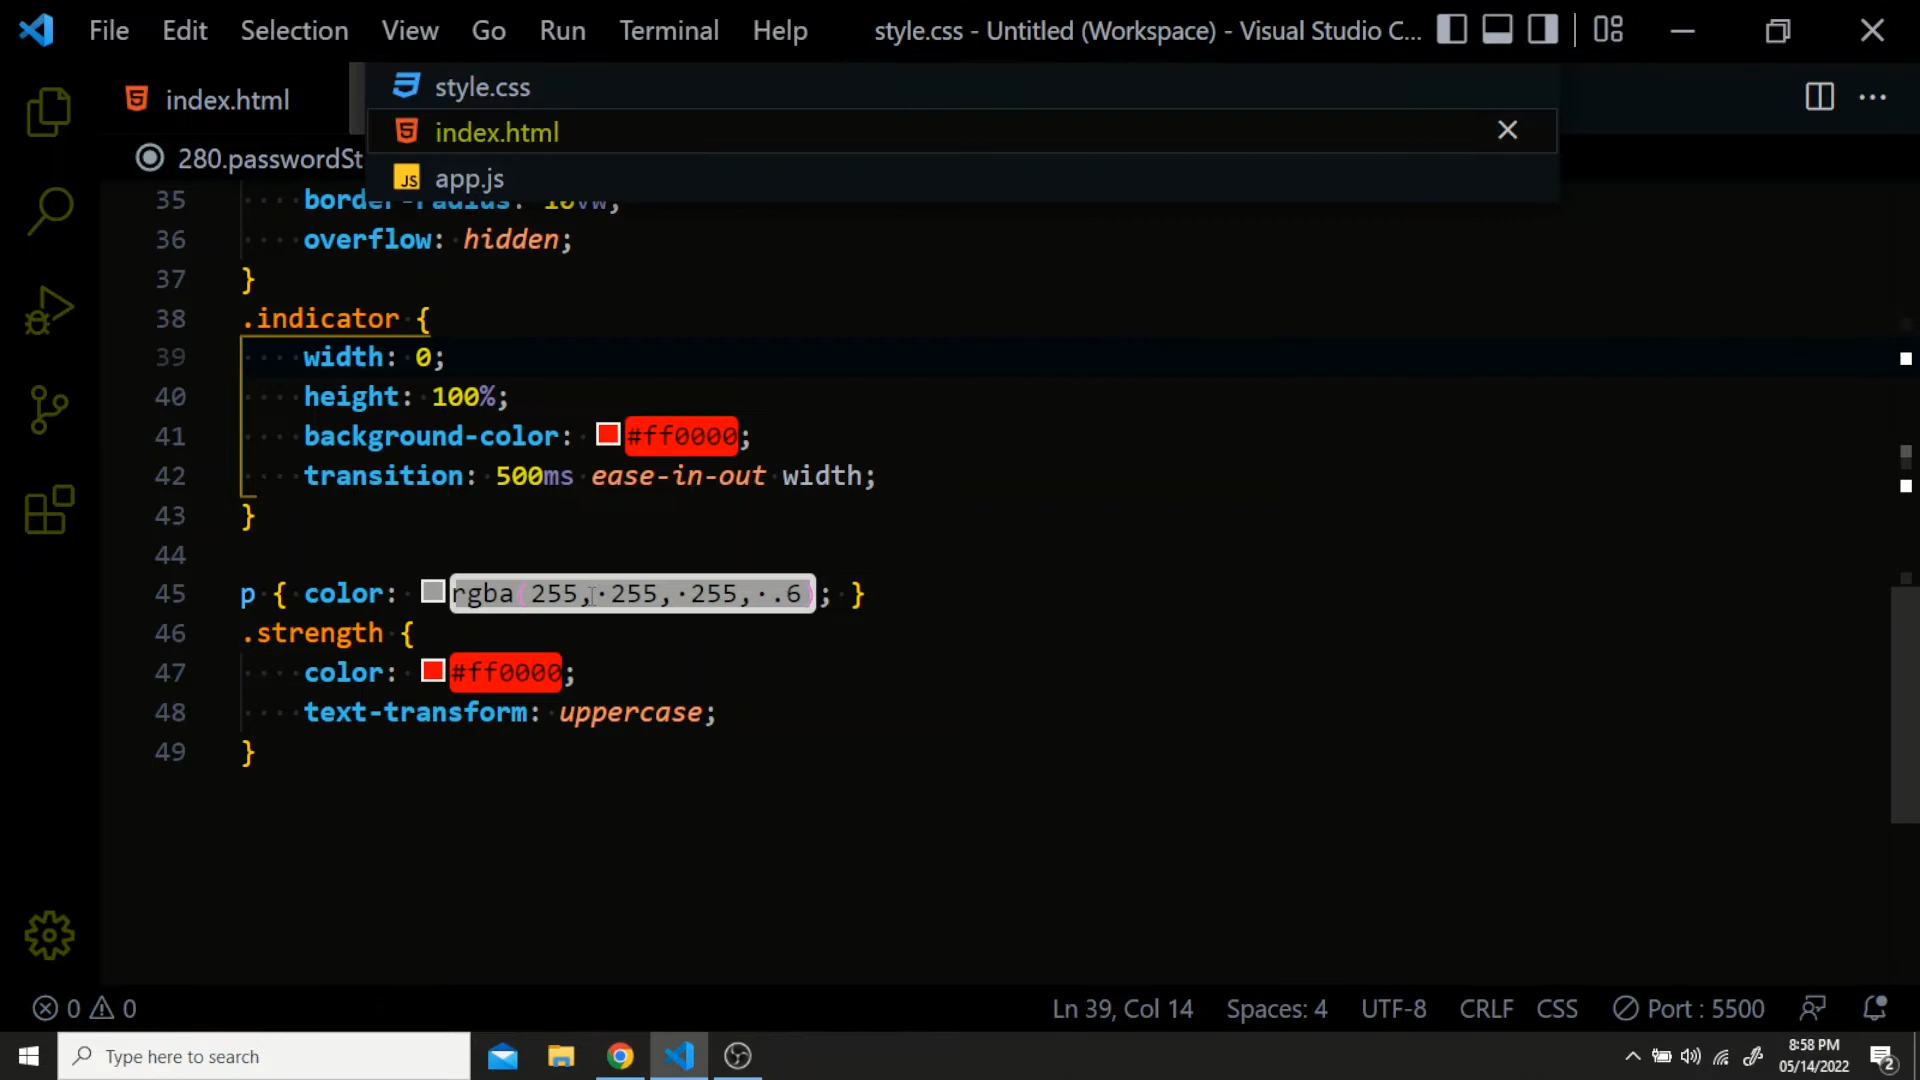 File Edit Selection View Go Run Terminal Help style.css - Untitled (Workspace) - Visual Studio C...
index.html
style.css
index.html
280.passwordSt
app.js
35 border-radius: 10vw;
36 overflow: hidden;
37 }
38 .indicator {
39 width: 0;
40 height: 100%;
41 background-color: #ff0000;
42 transition: 500ms ease-in-out width;
43 }
44
45 p { color: rgba(255, 255, 255, .6); }
46 .strength {
47 color: #ff0000;
48 text-transform: uppercase;
49 }
0 0 Ln 39, Col 14 Spaces: 4 UTF-8 CRLF CSS Port : 5500
Type here to search
8:58 PM
05/14/2022
2